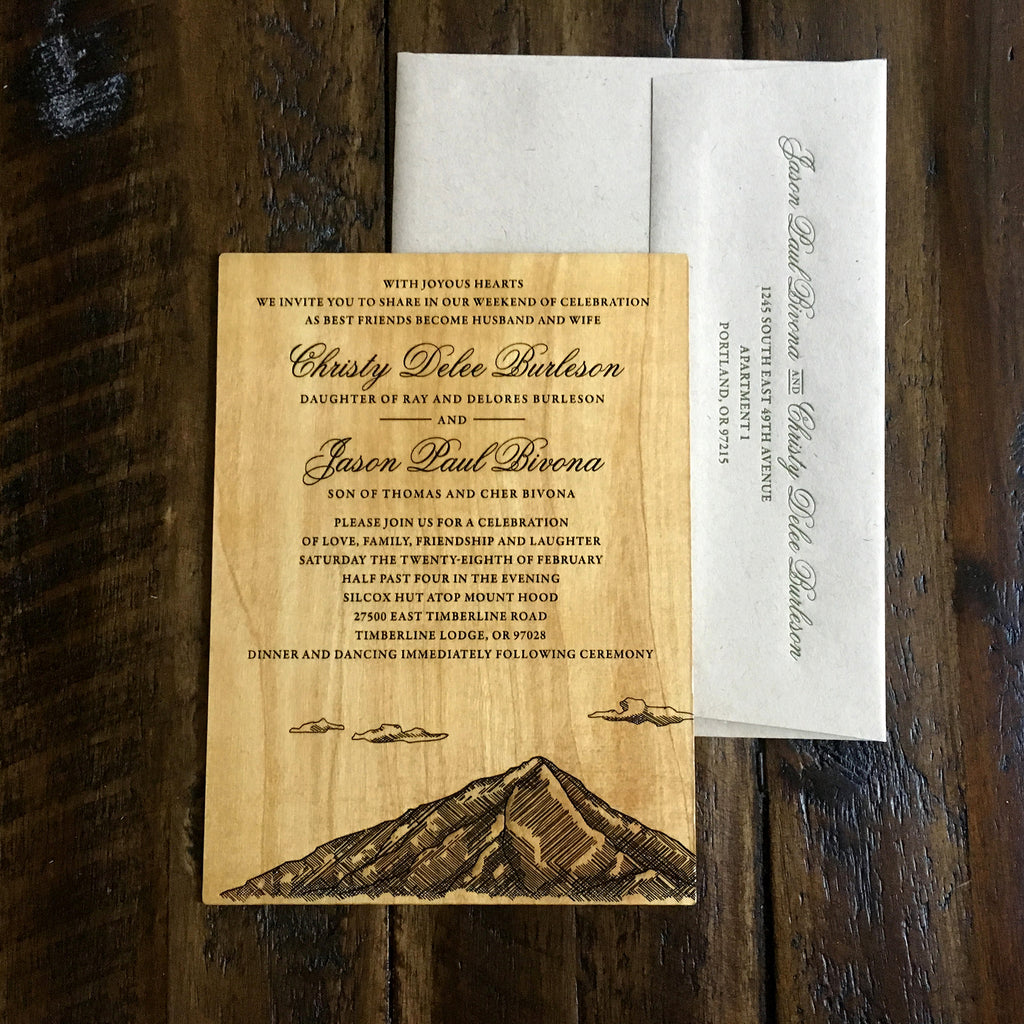 WITH JOYOUS HEARTS
WE INVITE YOU TO SHARE IN OUR WEEKEND OF CELEBRATION
AS BEST FRIENDS BECOME HUSBAND AND WIFE
Christy Delee Burleson
DAUGHTER OF RAY AND DELORES BURLESON
AND
Jason Paul Bivona
SON OF THOMAS AND CHER BIVONA
PLEASE JOIN US FOR A CELEBRATION
OF LOVE, FAMILY, FRIENDSHIP AND LAUGHTER
SATURDAY THE TWENTY-EIGHTH OF FEBRUARY
HALF PAST FOUR IN THE EVENING
SILCOX HUT ATOP MOUNT HOOD
27500 EAST TIMBERLINE ROAD
TIMBERLINE LODGE, OR 97028
DINNER AND DANCING IMMEDIATELY FOLLOWING CEREMONY
Jason Paul Bivona AND Christy Delee Burleson
1245 SOUTH EAST 49TH AVENUE
APARTMENT 1
PORTLAND, OR 97215